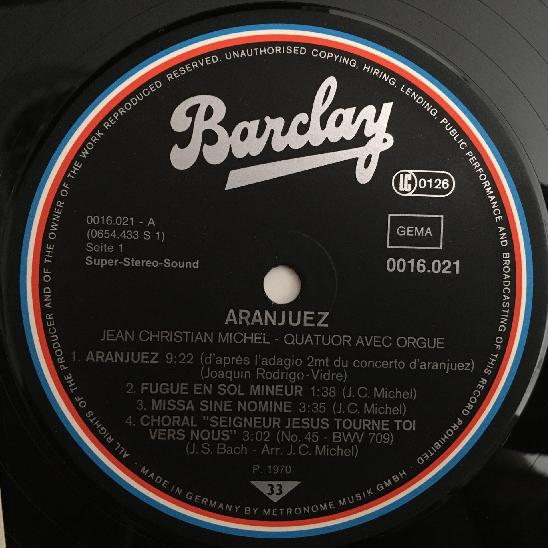 ALL RIGHTS OF THE PRODUCER AND OF THE OWNER OF THE WORK REPRODUCED RESERVED. UNAUTHORISED COPYING, HIRING, LENDING, PUBLIC PERFORMANCE AND BROADCASTING OF THIS RECORD PROHIBITED
Barclay
LC 0126
0016.021 - A
(0654.433 S 1)
Seite 1
Super-Stereo-Sound
GEMA
0016.021
ARANJUEZ
JEAN CHRISTIAN MICHEL - QUATUOR AVEC ORGUE
1. ARANJUEZ 9:22 (d'après l'adagio 2mt du concerto d'aranjuez)
(Joaquin Rodrigo-Vidre)
2. FUGUE EN SOL MINEUR 1:38 (J.C. Michel)
3. MISSA SINE NOMINE 3:35 (J.C. Michel)
4. CHORAL "SEIGNEUR JESUS TOURNE TOI
VERS NOUS" 3:02 (No. 45 - BWV 709)
(J.S. Bach - Arr. J.C. Michel)
P. 1970
33
· MADE IN GERMANY BY METRONOME MUSIK GMBH ·